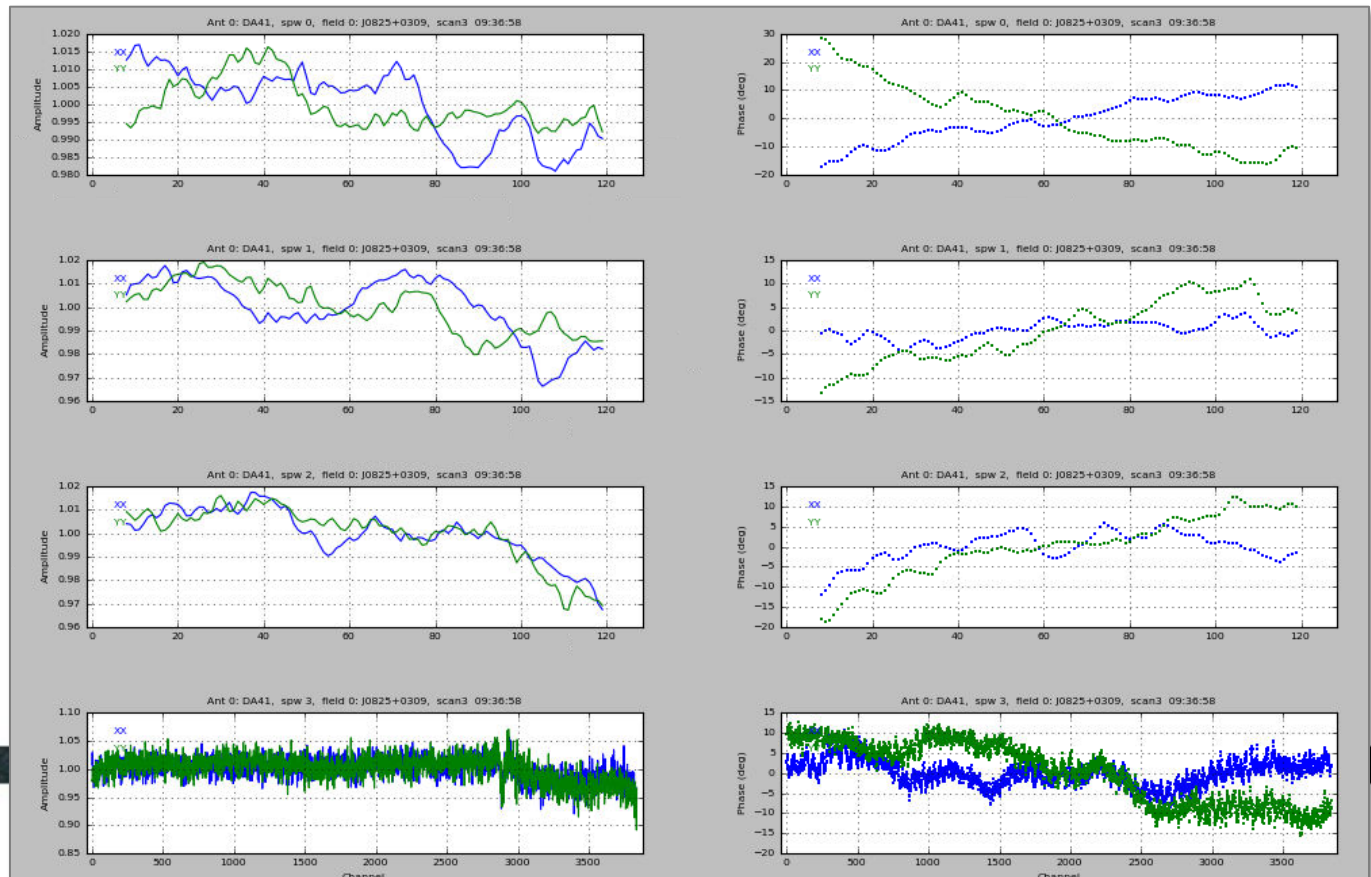 Ant 0: DA41, spw 0, field 0: J0825+0309, scan3 09:36:58
Amplitude
1.020
1.015
1.010
1.005
1.000
0.995
0.990
0.985
0.980
XX
YY
0 20 40 60 80 100 120
Ant 0: DA41, spw 0, field 0: J0825+0309, scan3 09:36:58
Phase (deg)
30
20
10
0
−10
−20
XX
YY
0 20 40 60 80 100 120
Ant 0: DA41, spw 1, field 0: J0825+0309, scan3 09:36:58
Amplitude
1.02
1.01
1.00
0.99
0.98
0.97
0.96
XX
YY
0 20 40 60 80 100 120
Ant 0: DA41, spw 1, field 0: J0825+0309, scan3 09:36:58
Phase (deg)
15
10
5
0
−5
−10
−15
XX
YY
0 20 40 60 80 100 120
Ant 0: DA41, spw 2, field 0: J0825+0309, scan3 09:36:58
Amplitude
1.02
1.01
1.00
0.99
0.98
0.97
0.96
XX
YY
0 20 40 60 80 100 120
Ant 0: DA41, spw 2, field 0: J0825+0309, scan3 09:36:58
Phase (deg)
15
10
5
0
−5
−10
−15
−20
XX
YY
0 20 40 60 80 100 120
Ant 0: DA41, spw 3, field 0: J0825+0309, scan3 09:36:58
Amplitude
1.10
1.05
1.00
0.95
0.90
0.85
XX
0 500 1000 1500 2000 2500 3000 3500
Channel
Ant 0: DA41, spw 3, field 0: J0825+0309, scan3 09:36:58
Phase (deg)
15
10
5
0
−5
−10
−15
−20
0 500 1000 1500 2000 2500 3000 3500
Channel